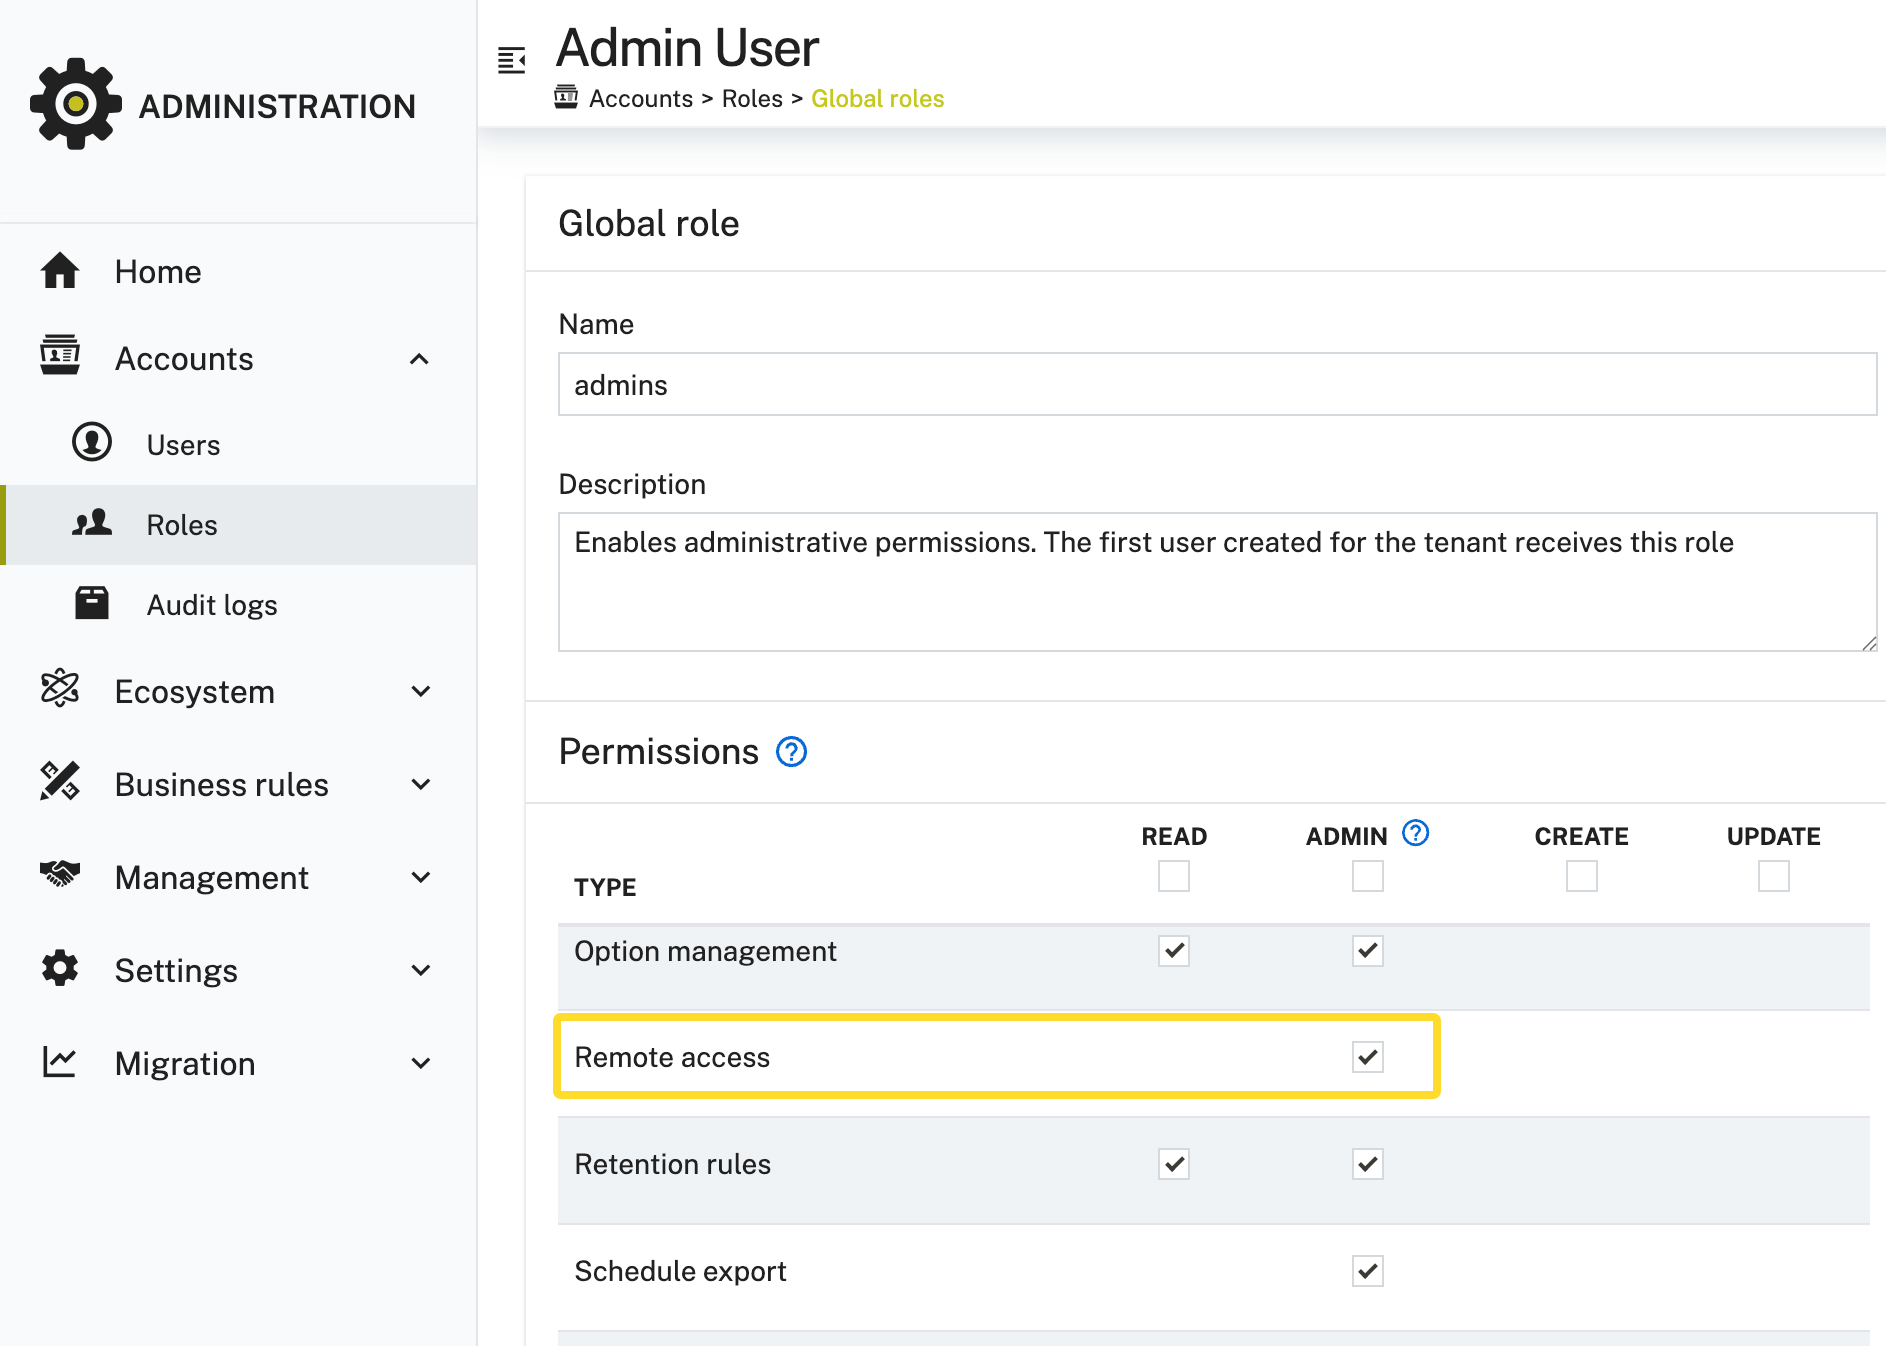 ADMINISTRATION
Home
Accounts
Users
Roles
Audit logs
Ecosystem
Business rules
Management
Settings
Migration
Admin User
Accounts > Roles > Global roles
Global role
Name
admins
Description
Enables administrative permissions. The first user created for the tenant receives this role
Permissions ?
TYPE READ ADMIN ? CREATE UPDATE
Option management
Remote access
Retention rules
Schedule export